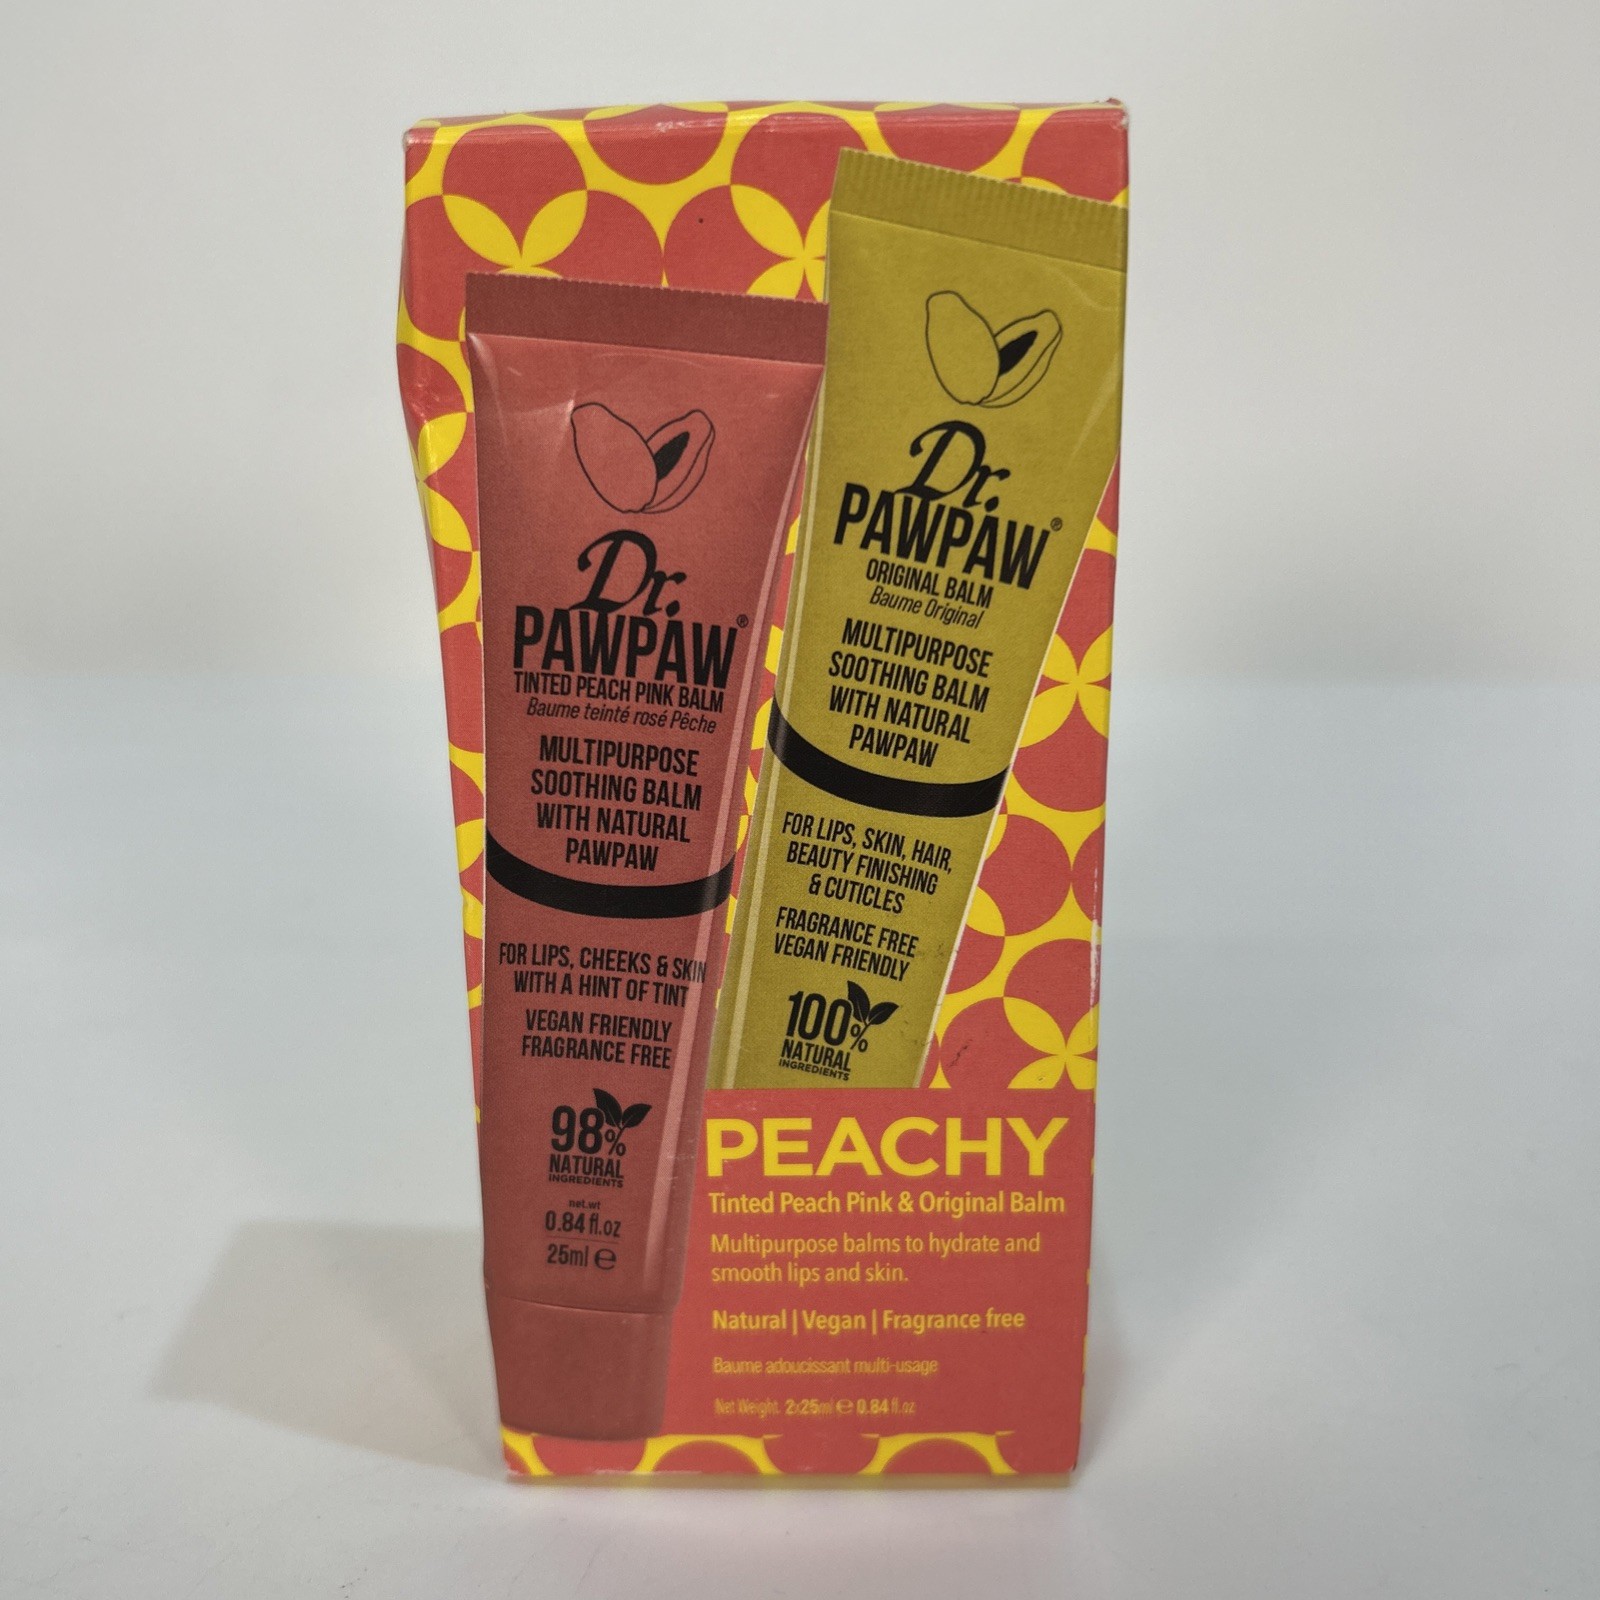 Dr.
PAWPAW®
TINTED PEACH PINK BALM
Baume teinté rosé Pêche
MULTIPURPOSE
SOOTHING BALM
WITH NATURAL
PAWPAW
FOR LIPS, CHEEKS & SKIN
WITH A HINT OF TINT
VEGAN FRIENDLY
FRAGRANCE FREE
98%
NATURAL
INGREDIENTS
net.wt
0.84 fl.oz
25ml ℮
Dr.
PAWPAW®
ORIGINAL BALM
Baume Original
MULTIPURPOSE
SOOTHING BALM
WITH NATURAL
PAWPAW
FOR LIPS, SKIN, HAIR,
BEAUTY FINISHING
& CUTICLES
FRAGRANCE FREE
VEGAN FRIENDLY
100%
NATURAL
INGREDIENTS
PEACHY
Tinted Peach Pink & Original Balm
Multipurpose balms to hydrate and
smooth lips and skin.
Natural | Vegan | Fragrance free
Baume adoucissant multi-usage
Net Weight. 2x25ml ℮ 0.84 fl.oz